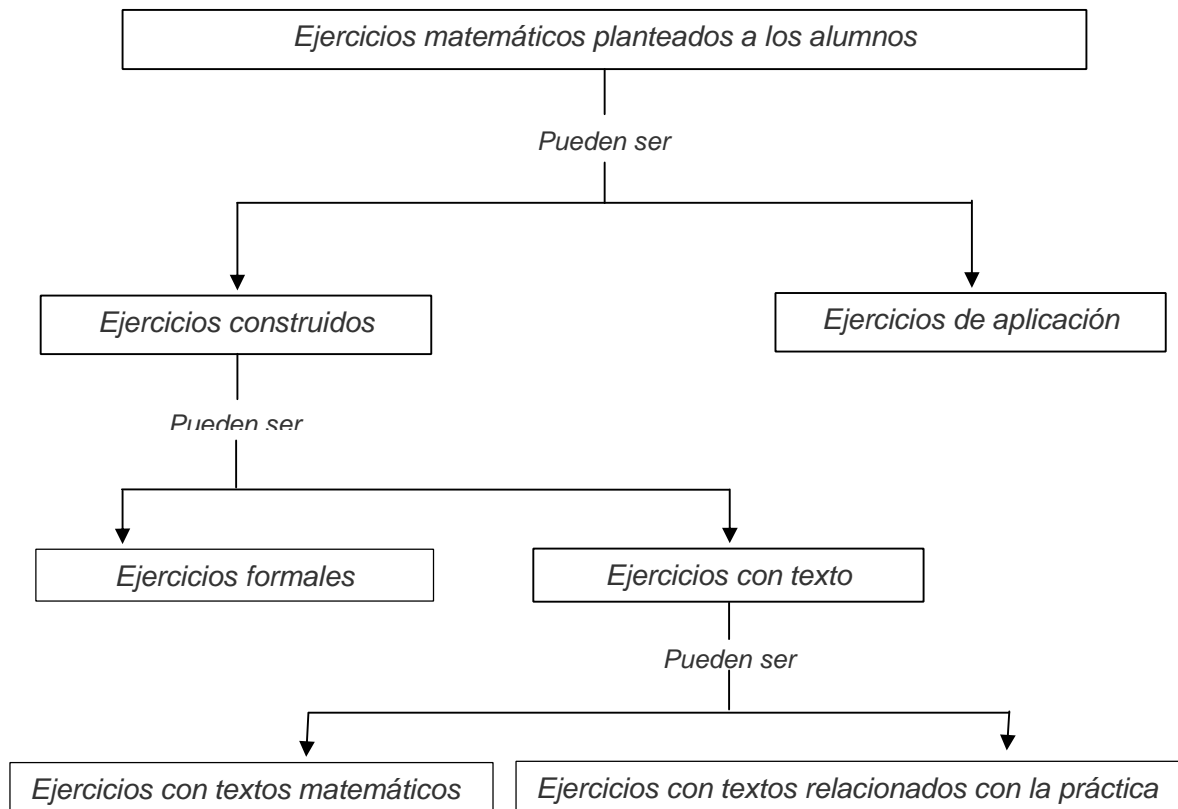 Ejercicios matemáticos planteados a los alumnos
Pueden ser
Ejercicios construidos
Ejercicios de aplicación
Pueden ser
Ejercicios formales
Ejercicios con texto
Pueden ser
Ejercicios con textos matemáticos
Ejercicios con textos relacionados con la práctica